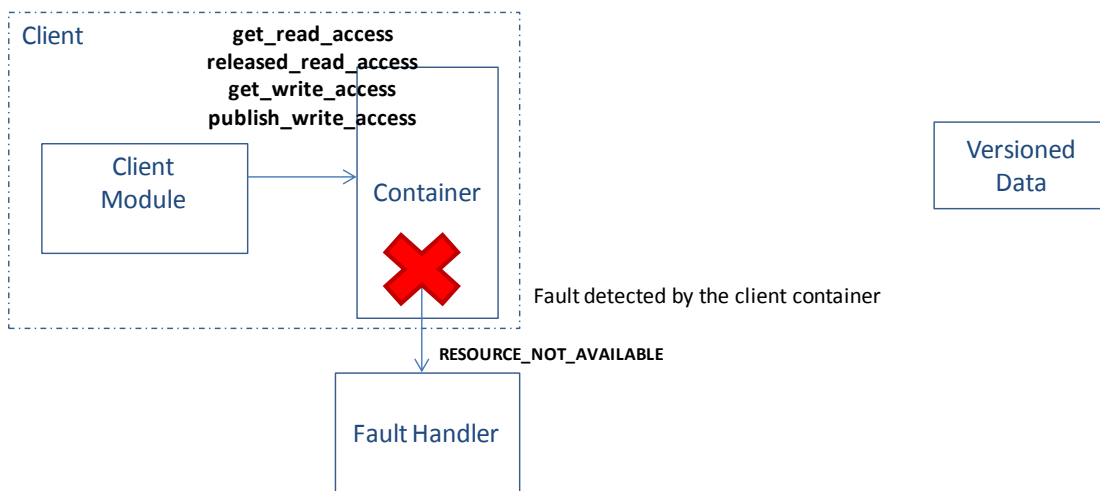 Client
get_read_access
released_read_access
get_write_access
publish_write_access
Client
Module
Container
Versioned
Data
Fault detected by the client container
RESOURCE_NOT_AVAILABLE
Fault Handler